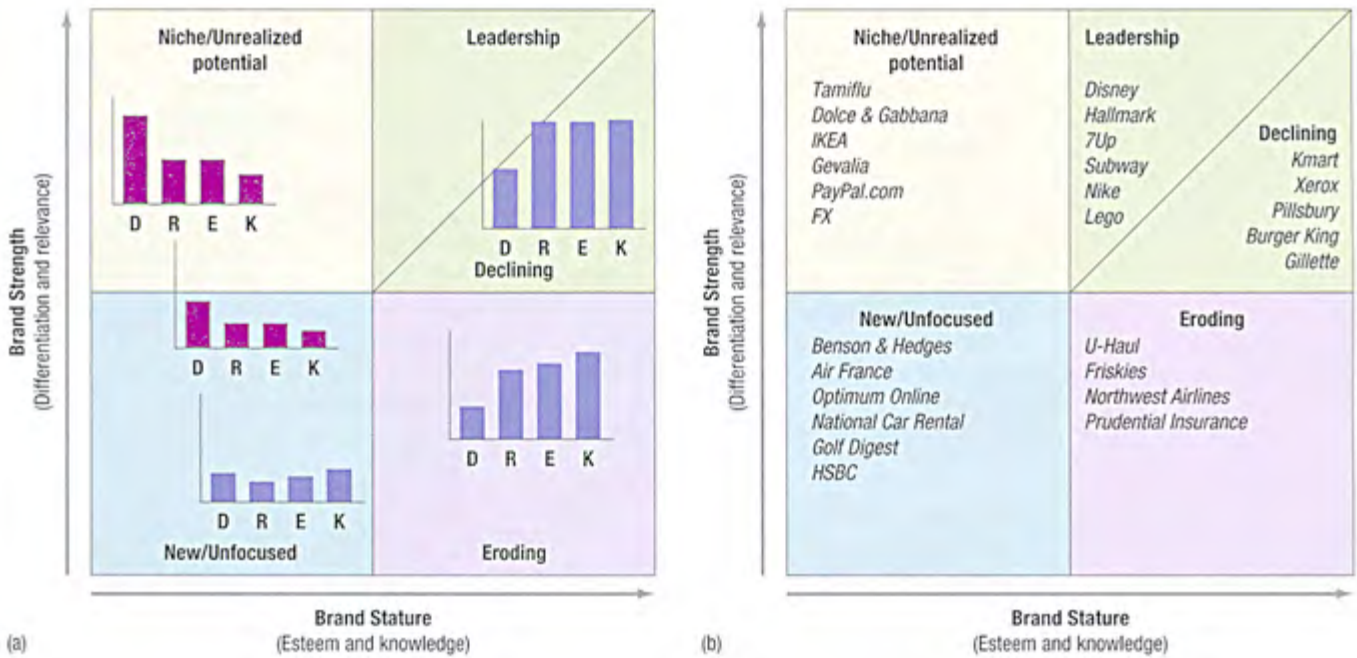 Niche/Unrealized
potential
Leadership
D R E K
D R E K
Declining
D R E K
D R E K
D R E K
New/Unfocused
Eroding
Brand Strength
(Differentiation and relevance)
Brand Stature
(Esteem and knowledge)
(a)
Niche/Unrealized
potential
Tamiflu
Dolce & Gabbana
IKEA
Gevalia
PayPal.com
FX
Leadership
Disney
Hallmark
7Up
Subway
Nike
Lego
Declining
Kmart
Xerox
Pillsbury
Burger King
Gillette
New/Unfocused
Benson & Hedges
Air France
Optimum Online
National Car Rental
Golf Digest
HSBC
Eroding
U-Haul
Friskies
Northwest Airlines
Prudential Insurance
Brand Strength
(Differentiation and relevance)
Brand Stature
(Esteem and knowledge)
(b)